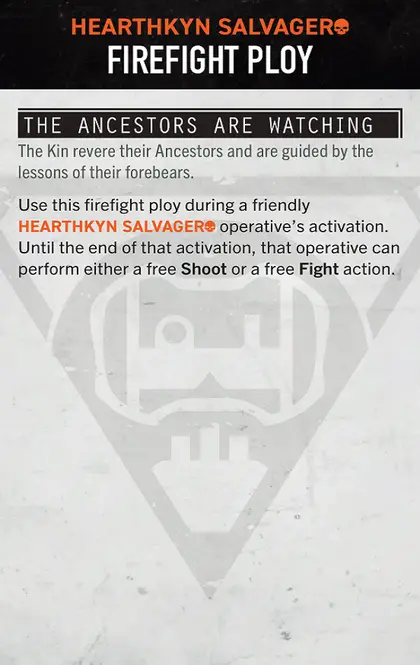 HEARTHKYN SALVAGER
FIREFIGHT PLOY
THE ANCESTORS ARE WATCHING
The Kin revere their Ancestors and are guided by the
lessons of their forebears.
Use this firefight ploy during a friendly
HEARTHKYN SALVAGER operative's activation.
Until the end of that activation, that operative can
perform either a free Shoot or a free Fight action.